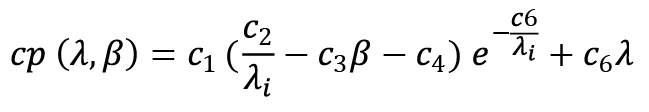 cp (λ, β) = c₁ (c₂/λᵢ − c₃β − c₄) e^(−c6/λᵢ) + c₆λ